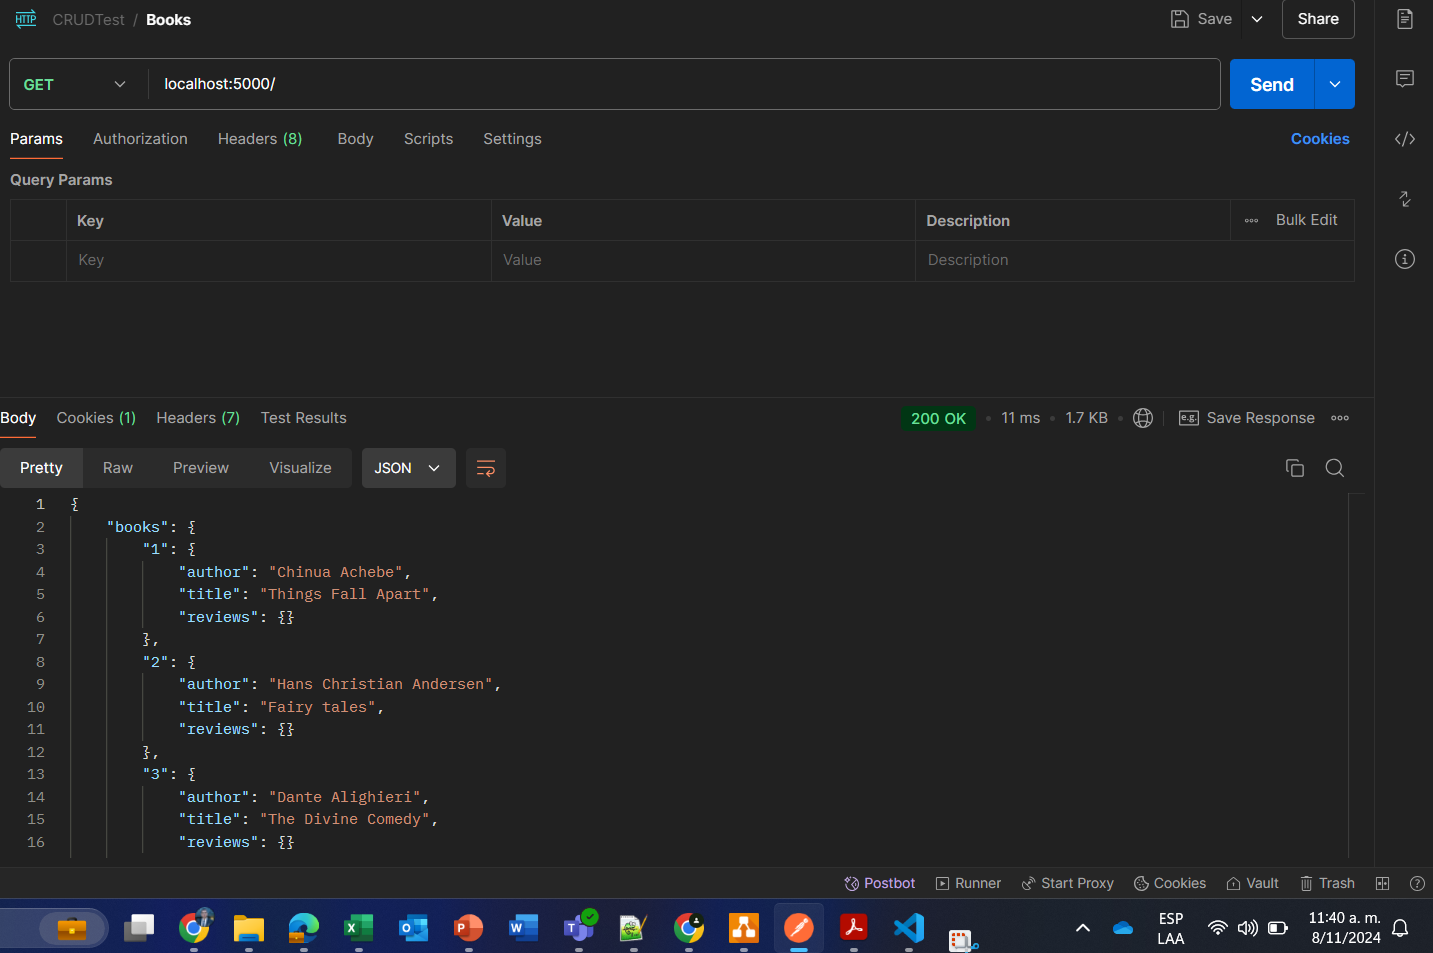 HTTP CRUDTest / Books Save Share
GET localhost:5000/ Send
Params Authorization Headers (8) Body Scripts Settings Cookies
Query Params
Key Value Description Bulk Edit
Key Value Description
Body Cookies (1) Headers (7) Test Results 200 OK 11 ms 1.7 KB e.g. Save Response
Pretty Raw Preview Visualize JSON
1 {
2 "books": {
3 "1": {
4 "author": "Chinua Achebe",
5 "title": "Things Fall Apart",
6 "reviews": {}
7 },
8 "2": {
9 "author": "Hans Christian Andersen",
10 "title": "Fairy tales",
11 "reviews": {}
12 },
13 "3": {
14 "author": "Dante Alighieri",
15 "title": "The Divine Comedy",
16 "reviews": {}
Postbot Runner Start Proxy Cookies Vault Trash
ESP 11:40 a. m.
LAA 8/11/2024